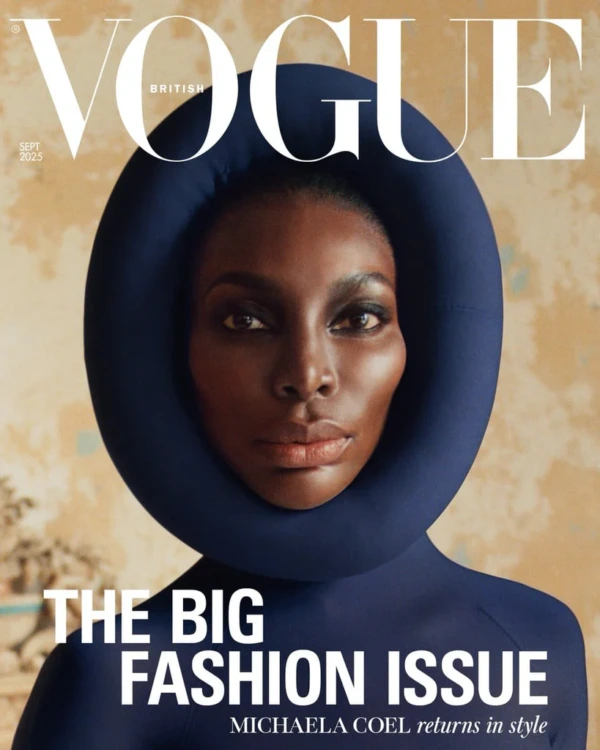 VOGUE
BRITISH
SEPT
2025
THE BIG
FASHION ISSUE
MICHAELA COEL returns in style